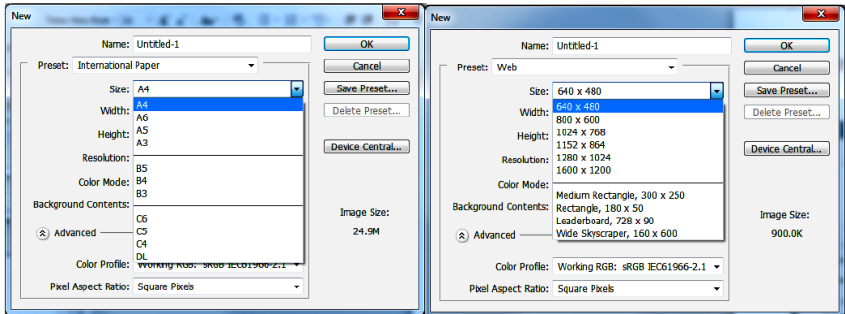 New
Name: Untitled-1
OK
Preset: International Paper
Cancel
Size: A4
Save Preset...
A4
A6
A5
A3
B5
B4
B3
C6
C5
C4
DL
Width:
Delete Preset...
Height:
Device Central...
Resolution:
Color Mode:
Background Contents:
Image Size:
24.9M
Advanced
Color Profile: Working RGB: sRGB IEC61966-2.1
Pixel Aspect Ratio: Square Pixels
New
Name: Untitled-1
OK
Preset: Web
Cancel
Size: 640 x 480
Save Preset...
640 x 480
800 x 600
1024 x 768
1152 x 864
1280 x 1024
1600 x 1200
Medium Rectangle, 300 x 250
Rectangle, 180 x 50
Leaderboard, 728 x 90
Wide Skyscraper, 160 x 600
Width:
Delete Preset...
Height:
Device Central...
Resolution:
Color Mode:
Background Contents:
Image Size:
900.0K
Advanced
Color Profile: Working RGB: sRGB IEC61966-2.1
Pixel Aspect Ratio: Square Pixels